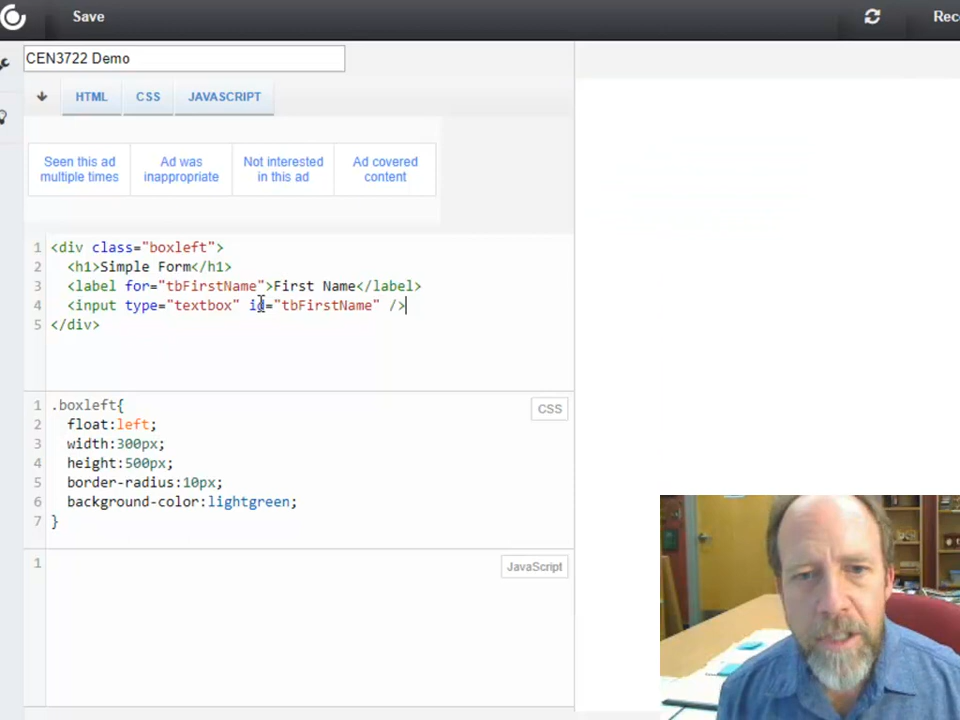 Save
Rec
CEN3722 Demo
HTML CSS JAVASCRIPT
Seen this ad multiple times
Ad was inappropriate
Not interested in this ad
Ad covered content
1 <div class="boxleft">
2 <h1>Simple Form</h1>
3 <label for="tbFirstName">First Name</label>
4 <input type="textbox" id="tbFirstName" />
5 </div>
CSS
1 .boxleft{
2 float:left;
3 width:300px;
4 height:500px;
5 border-radius:10px;
6 background-color:lightgreen;
7 }
JavaScript
1